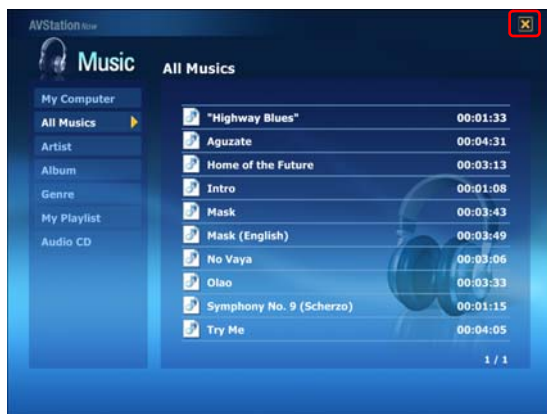 AVStation Now
Music
All Musics
My Computer
All Musics
Artist
Album
Genre
My Playlist
Audio CD
"Highway Blues" 00:01:33
Aguzate 00:04:31
Home of the Future 00:03:13
Intro 00:01:08
Mask 00:03:43
Mask (English) 00:03:49
No Vaya 00:03:06
Olao 00:03:33
Symphony No. 9 (Scherzo) 00:01:15
Try Me 00:04:05
1 / 1